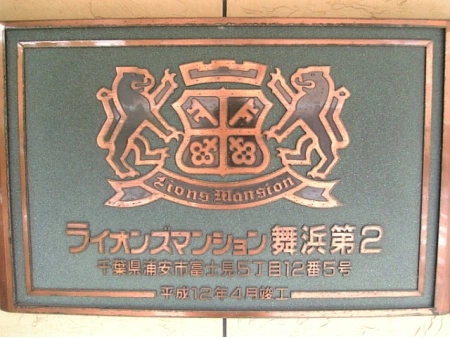 Lions Mansion
ライオンズマンション舞浜第2
千葉県浦安市富士見5丁目12番5号
平成12年4月竣工